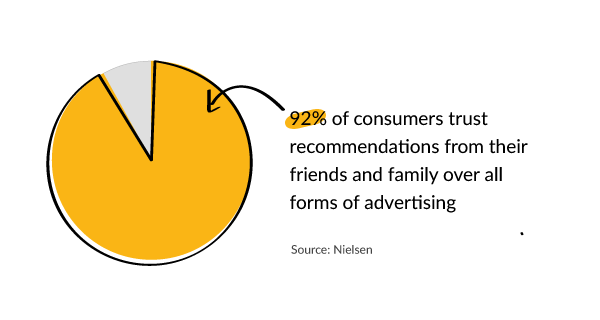 92% of consumers trust
recommendations from their
friends and family over all
forms of advertising
Source: Nielsen